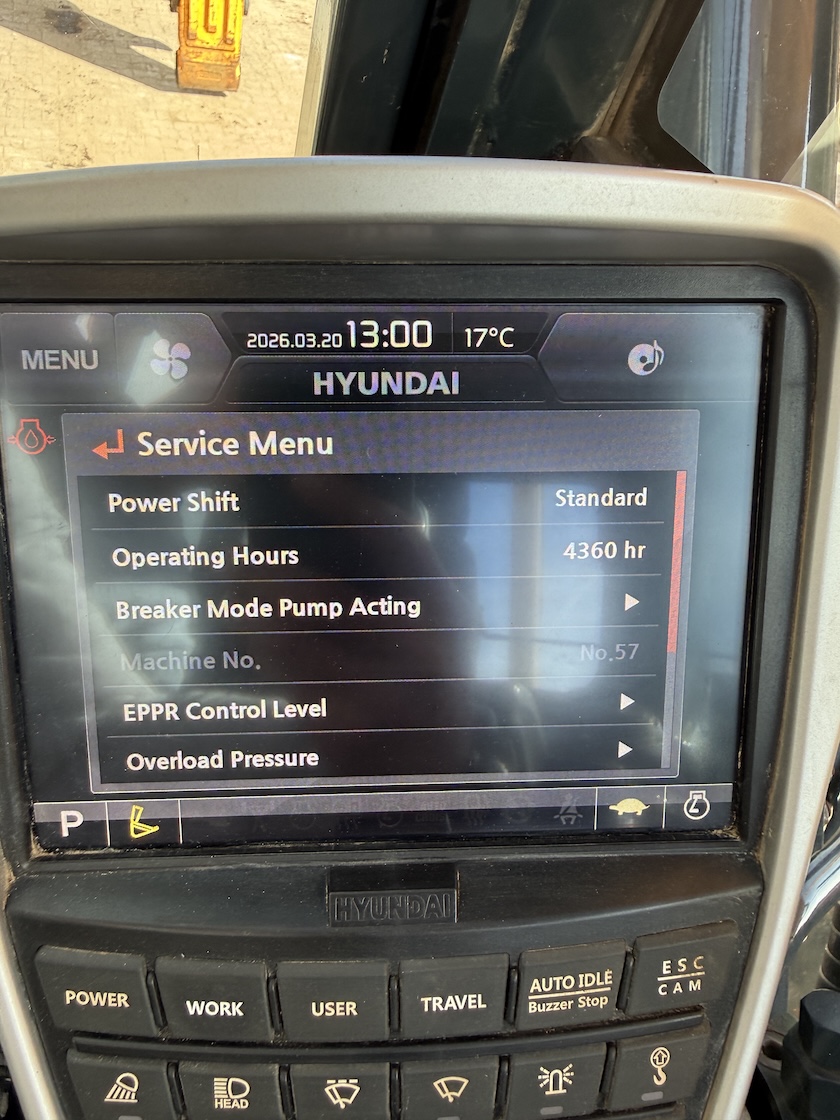 MENU
2026.03.20 13:00 17°C
HYUNDAI
Service Menu
Power Shift Standard
Operating Hours 4360 hr
Breaker Mode Pump Acting
Machine No. No.57
EPPR Control Level
Overload Pressure
P
HYUNDAI
POWER
WORK
USER
TRAVEL
AUTO IDLE
Buzzer Stop
ESC
CAM
HEAD